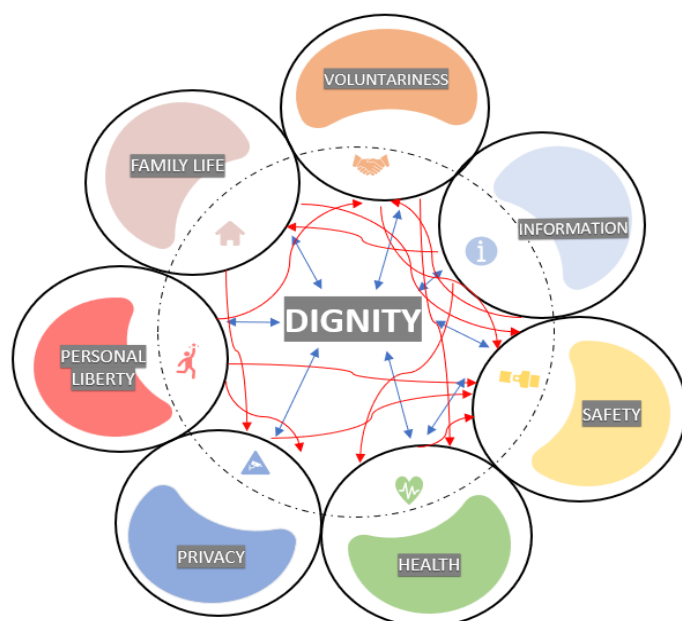 VOLUNTARINESS
FAMILY LIFE
INFORMATION
DIGNITY
PERSONAL
LIBERTY
SAFETY
PRIVACY
HEALTH